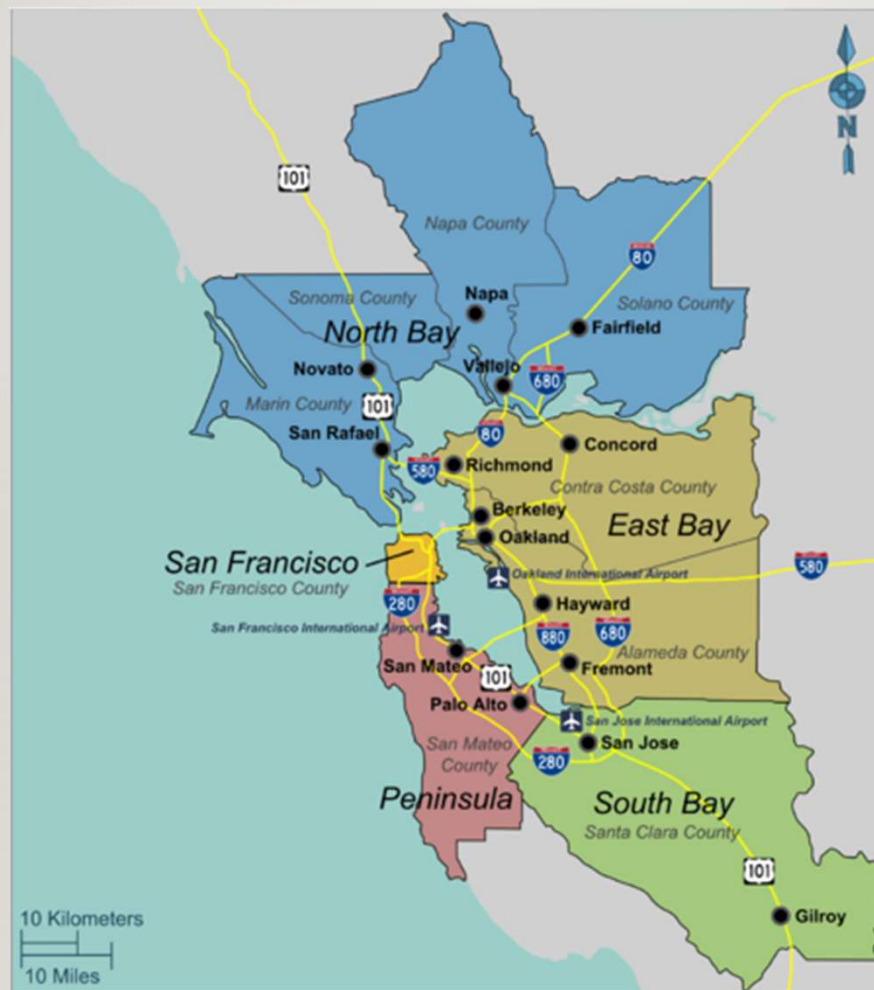 N
101
Napa County
80
Sonoma County
Napa
Solano County
North Bay
Fairfield
Novato
Vallejo
680
Marin County
101
San Rafael
80
Concord
580
Richmond
Contra Costa County
Berkeley
East Bay
Oakland
San Francisco
San Francisco County
Oakland International Airport
580
280
Hayward
San Francisco International Airport
880
680
Alameda County
San Mateo
Fremont
101
Palo Alto
San Jose International Airport
San Mateo
County
San Jose
280
Peninsula
South Bay
Santa Clara County
101
Gilroy
10 Kilometers
10 Miles